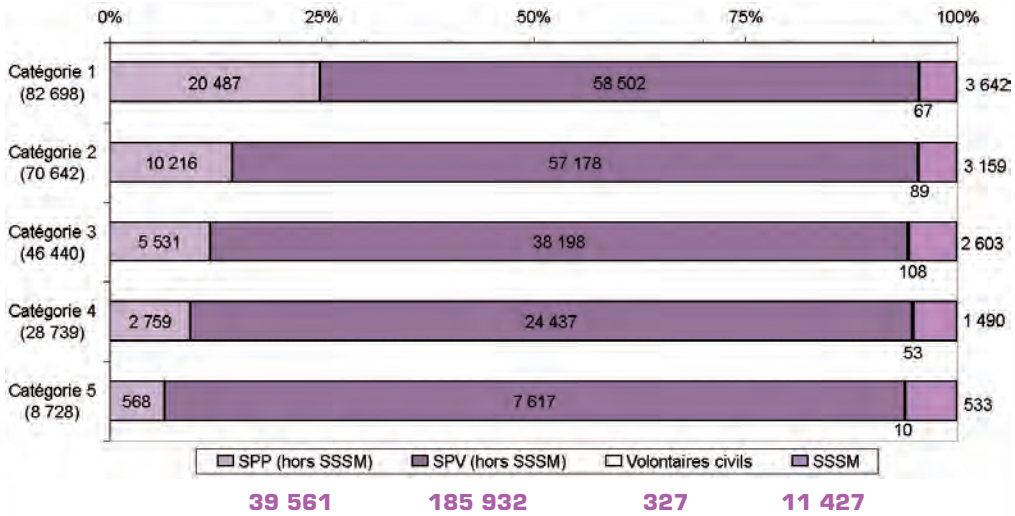 0% 25% 50% 75% 100%
Catégorie 1
(82 698)
20 487 58 502 67 3 642
Catégorie 2
(70 642)
10 216 57 178 89 3 159
Catégorie 3
(46 440)
5 531 38 198 108 2 603
Catégorie 4
(28 739)
2 759 24 437 53 1 490
Catégorie 5
(8 728)
568 7 617 10 533
SPP (hors SSSM) SPV (hors SSSM) Volontaires civils SSSM
39 561 185 932 327 11 427